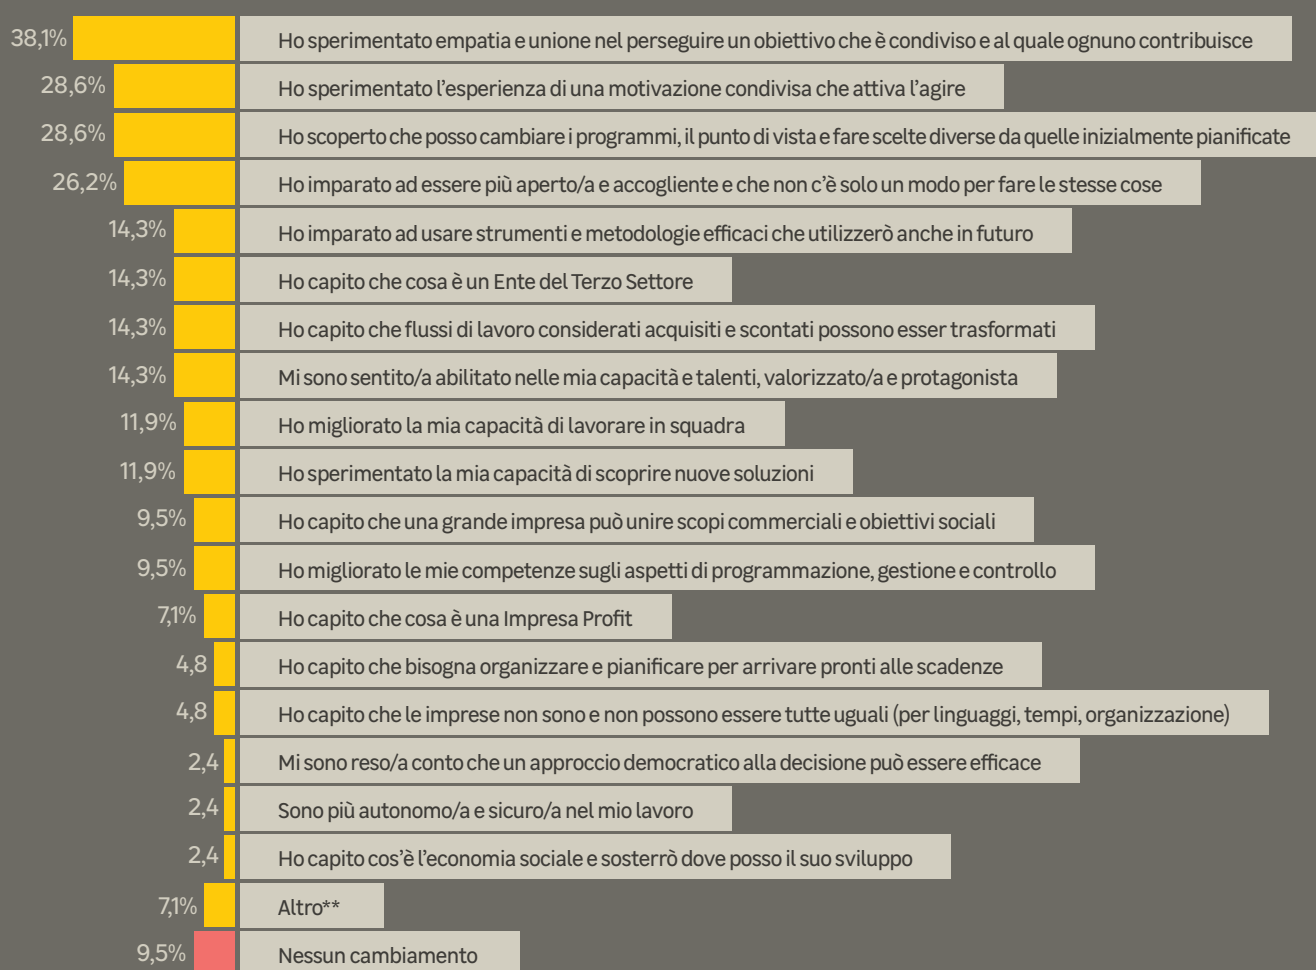 38,1% Ho sperimentato empatia e unione nel perseguire un obiettivo che è condiviso e al quale ognuno contribuisce
28,6% Ho sperimentato l’esperienza di una motivazione condivisa che attiva l’agire
28,6% Ho scoperto che posso cambiare i programmi, il punto di vista e fare scelte diverse da quelle inizialmente pianificate
26,2% Ho imparato ad essere più aperto/a e accogliente e che non c’è solo un modo per fare le stesse cose
14,3% Ho imparato ad usare strumenti e metodologie efficaci che utilizzerò anche in futuro
14,3% Ho capito che cosa è un Ente del Terzo Settore
14,3% Ho capito che flussi di lavoro considerati acquisiti e scontati possono esser trasformati
14,3% Mi sono sentito/a abilitato nelle mia capacità e talenti, valorizzato/a e protagonista
11,9% Ho migliorato la mia capacità di lavorare in squadra
11,9% Ho sperimentato la mia capacità di scoprire nuove soluzioni
9,5% Ho capito che una grande impresa può unire scopi commerciali e obiettivi sociali
9,5% Ho migliorato le mie competenze sugli aspetti di programmazione, gestione e controllo
7,1% Ho capito che cosa è una Impresa Profit
4,8 Ho capito che bisogna organizzare e pianificare per arrivare pronti alle scadenze
4,8 Ho capito che le imprese non sono e non possono essere tutte uguali (per linguaggi, tempi, organizzazione)
2,4 Mi sono reso/a conto che un approccio democratico alla decisione può essere efficace
2,4 Sono più autonomo/a e sicuro/a nel mio lavoro
2,4 Ho capito cos’è l’economia sociale e sosterrò dove posso il suo sviluppo
7,1% Altro**
9,5% Nessun cambiamento